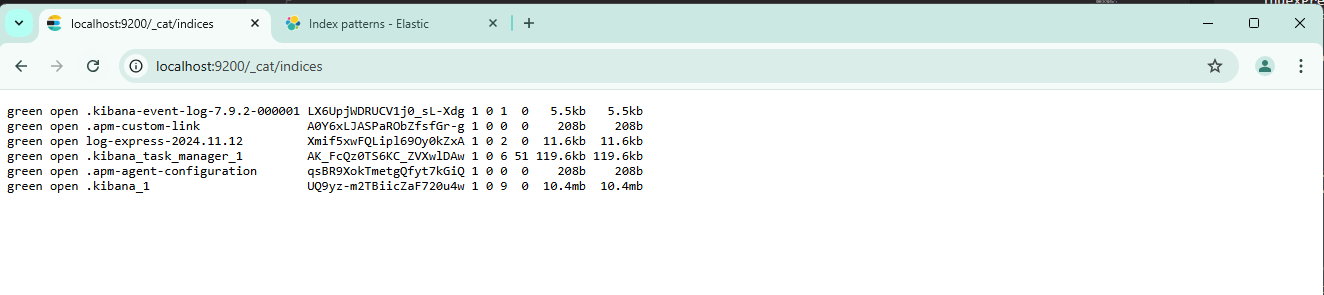 localhost:9200/_cat/indices
Index patterns - Elastic
localhost:9200/_cat/indices
green open .kibana-event-log-7.9.2-000001 LX6UpjWDRUCV1j0_sL-Xdg 1 0 1 0 5.5kb 5.5kb
green open .apm-custom-link A0Y6xLJASPaRObZfsfGr-g 1 0 0 0 208b 208b
green open log-express-2024.11.12 Xmif5xwFQLipl69Oy0kZxA 1 0 2 0 11.6kb 11.6kb
green open .kibana_task_manager_1 AK_FcQz0TS6KC_ZVXwlDAw 1 0 6 51 119.6kb 119.6kb
green open .apm-agent-configuration qsBR9XokTmetgQfyt7kGiQ 1 0 0 0 208b 208b
green open .kibana_1 UQ9yz-m2TBiicZaF720u4w 1 0 9 0 10.4mb 10.4mb